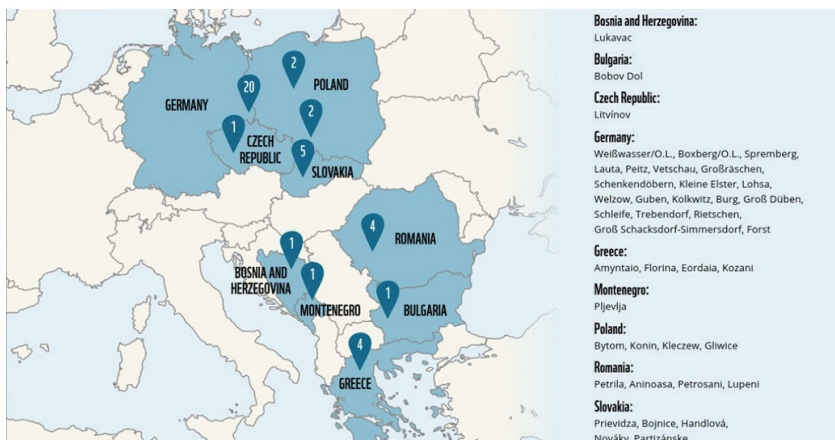 2
POLAND
GERMANY
20
2
1
CZECH
REPUBLIC
5
SLOVAKIA
4
ROMANIA
1
BOSNIA AND
HERZEGOVINA
1
MONTENEGRO
1
BULGARIA
4
GREECE
Bosnia and Herzegovina:
Lukavac
Bulgaria:
Bobov Dol
Czech Republic:
Litvínov
Germany:
Weißwasser/O.L., Boxberg/O.L., Spremberg,
Lauta, Peitz, Vetschau, Großräschen,
Schenkendöbern, Kleine Elster, Lohsa,
Welzow, Guben, Kolkwitz, Burg, Groß Düben,
Schleife, Trebendorf, Rietschen,
Groß Schacksdorf-Simmersdorf, Forst
Greece:
Amyntaio, Florina, Eordaia, Kozani
Montenegro:
Pljevlja
Poland:
Bytom, Konin, Kleczew, Gliwice
Romania:
Petrila, Aninoasa, Petrosani, Lupeni
Slovakia:
Prievidza, Bojnice, Handlová,
Nováky, Partizánske